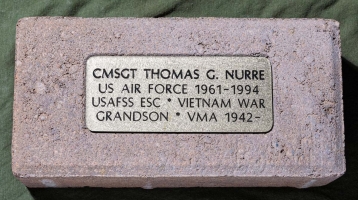 CMSGT THOMAS G. NURRE
US AIR FORCE 1961-1994
USAFSS ESC * VIETNAM WAR
GRANDSON * VMA 1942-